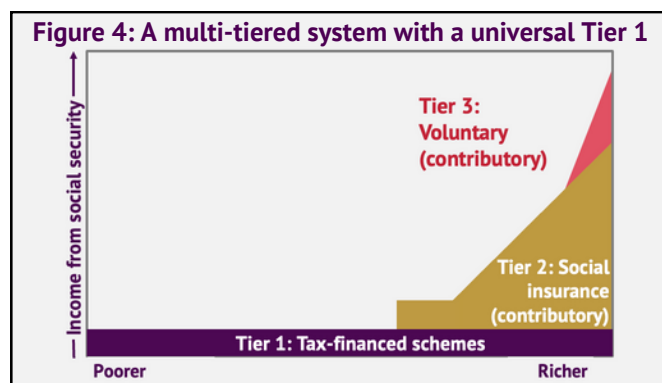 Figure 4: A multi-tiered system with a universal Tier 1
Income from social security
Tier 3:
Voluntary
(contributory)
Tier 2: Social
insurance
(contributory)
Tier 1: Tax-financed schemes
Poorer
Richer